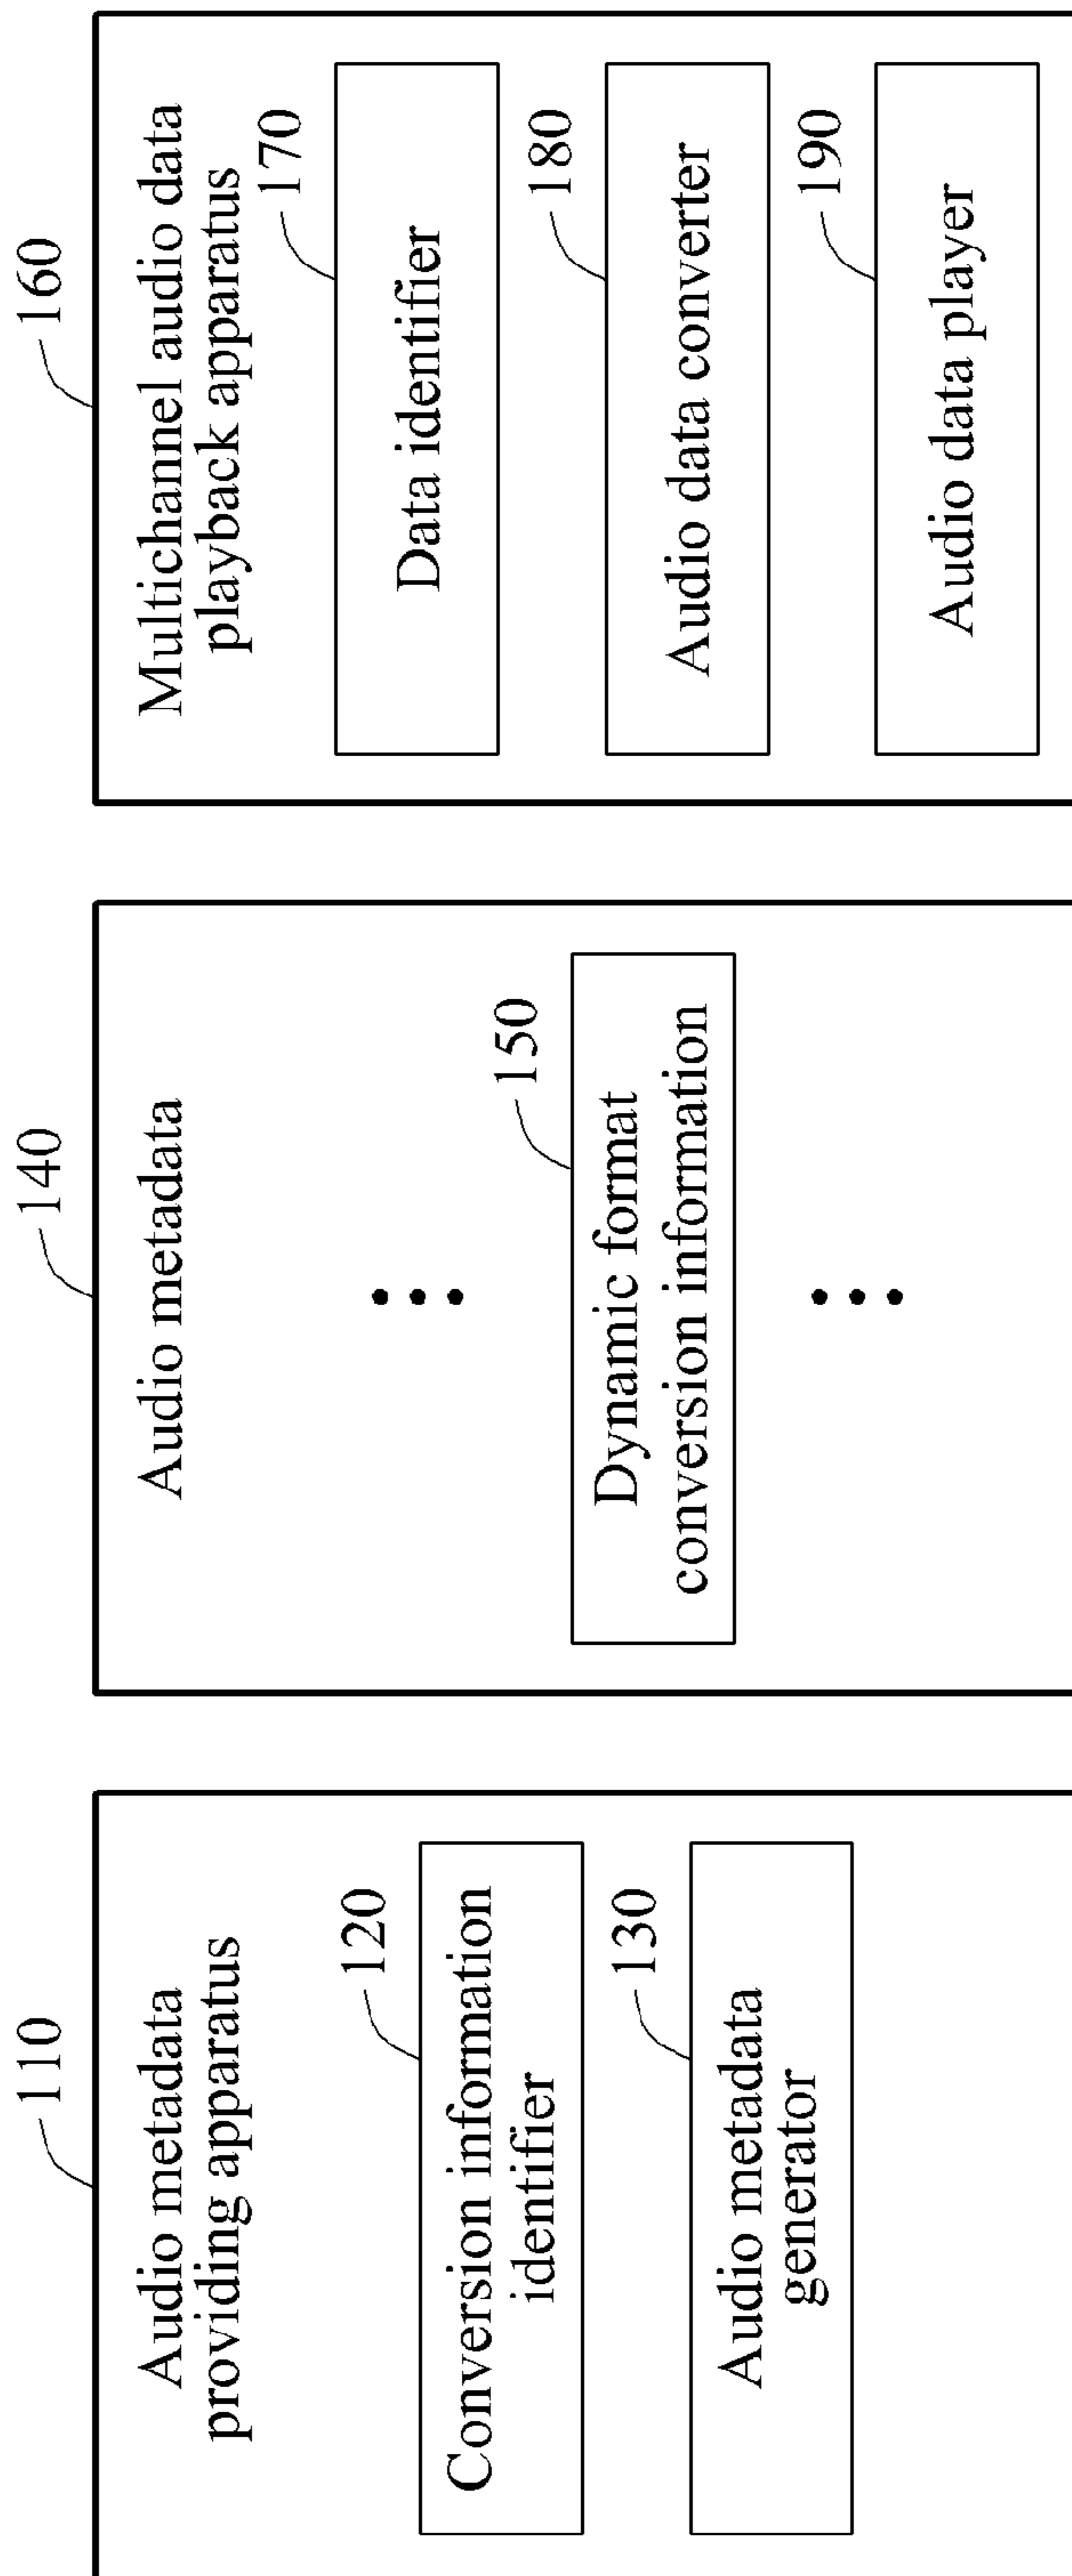 110
Audio metadata
providing apparatus
120
Conversion information
identifier
130
Audio metadata
generator
140
Audio metadata
150
Dynamic format
conversion information
160
Multichannel audio data
playback apparatus
170
Data identifier
180
Audio data converter
190
Audio data player